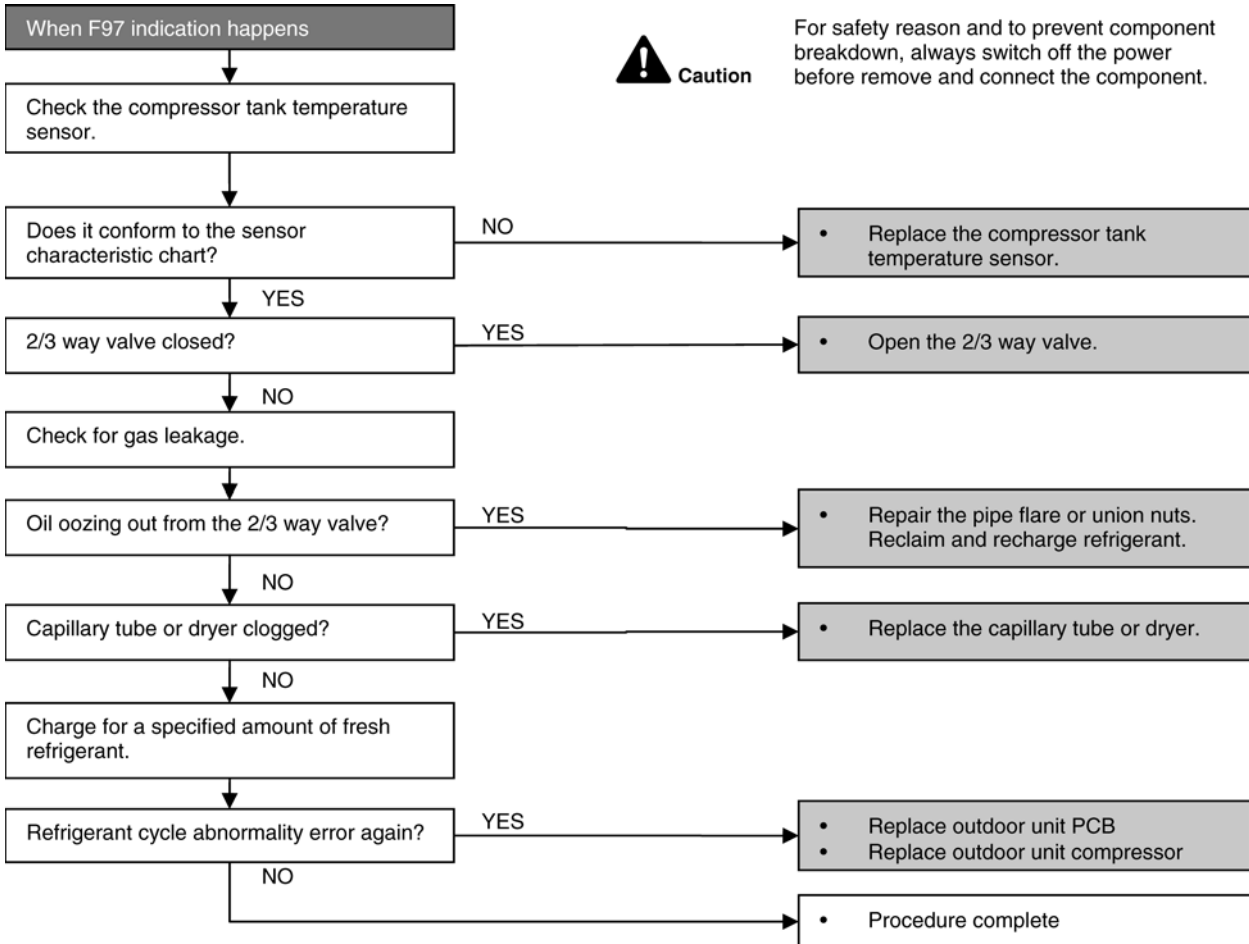 When F97 indication happens
Caution
For safety reason and to prevent component
breakdown, always switch off the power
before remove and connect the component.
Check the compressor tank temperature
sensor.
Does it conform to the sensor
characteristic chart?
NO
• Replace the compressor tank
temperature sensor.
YES
2/3 way valve closed?
YES
• Open the 2/3 way valve.
NO
Check for gas leakage.
Oil oozing out from the 2/3 way valve?
YES
• Repair the pipe flare or union nuts.
Reclaim and recharge refrigerant.
NO
Capillary tube or dryer clogged?
YES
• Replace the capillary tube or dryer.
NO
Charge for a specified amount of fresh
refrigerant.
Refrigerant cycle abnormality error again?
YES
• Replace outdoor unit PCB
• Replace outdoor unit compressor
NO
• Procedure complete